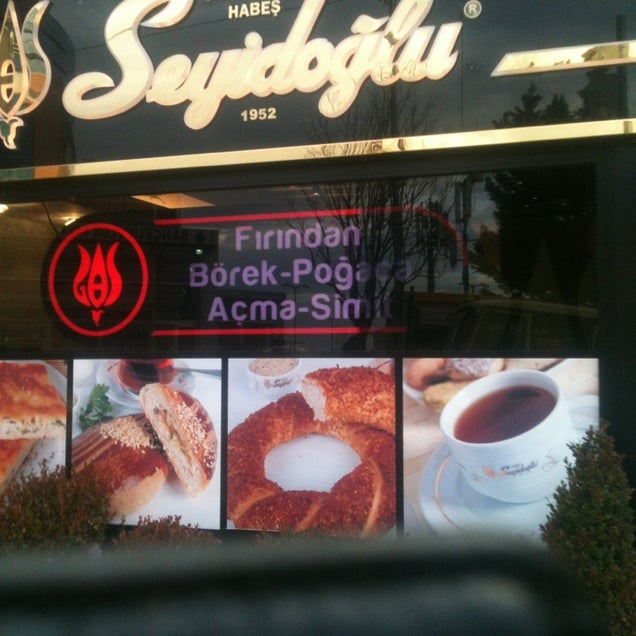 HABEŞ
Seyidoğlu®
1952
Fırından
Börek-Poğaça
Açma-Simit